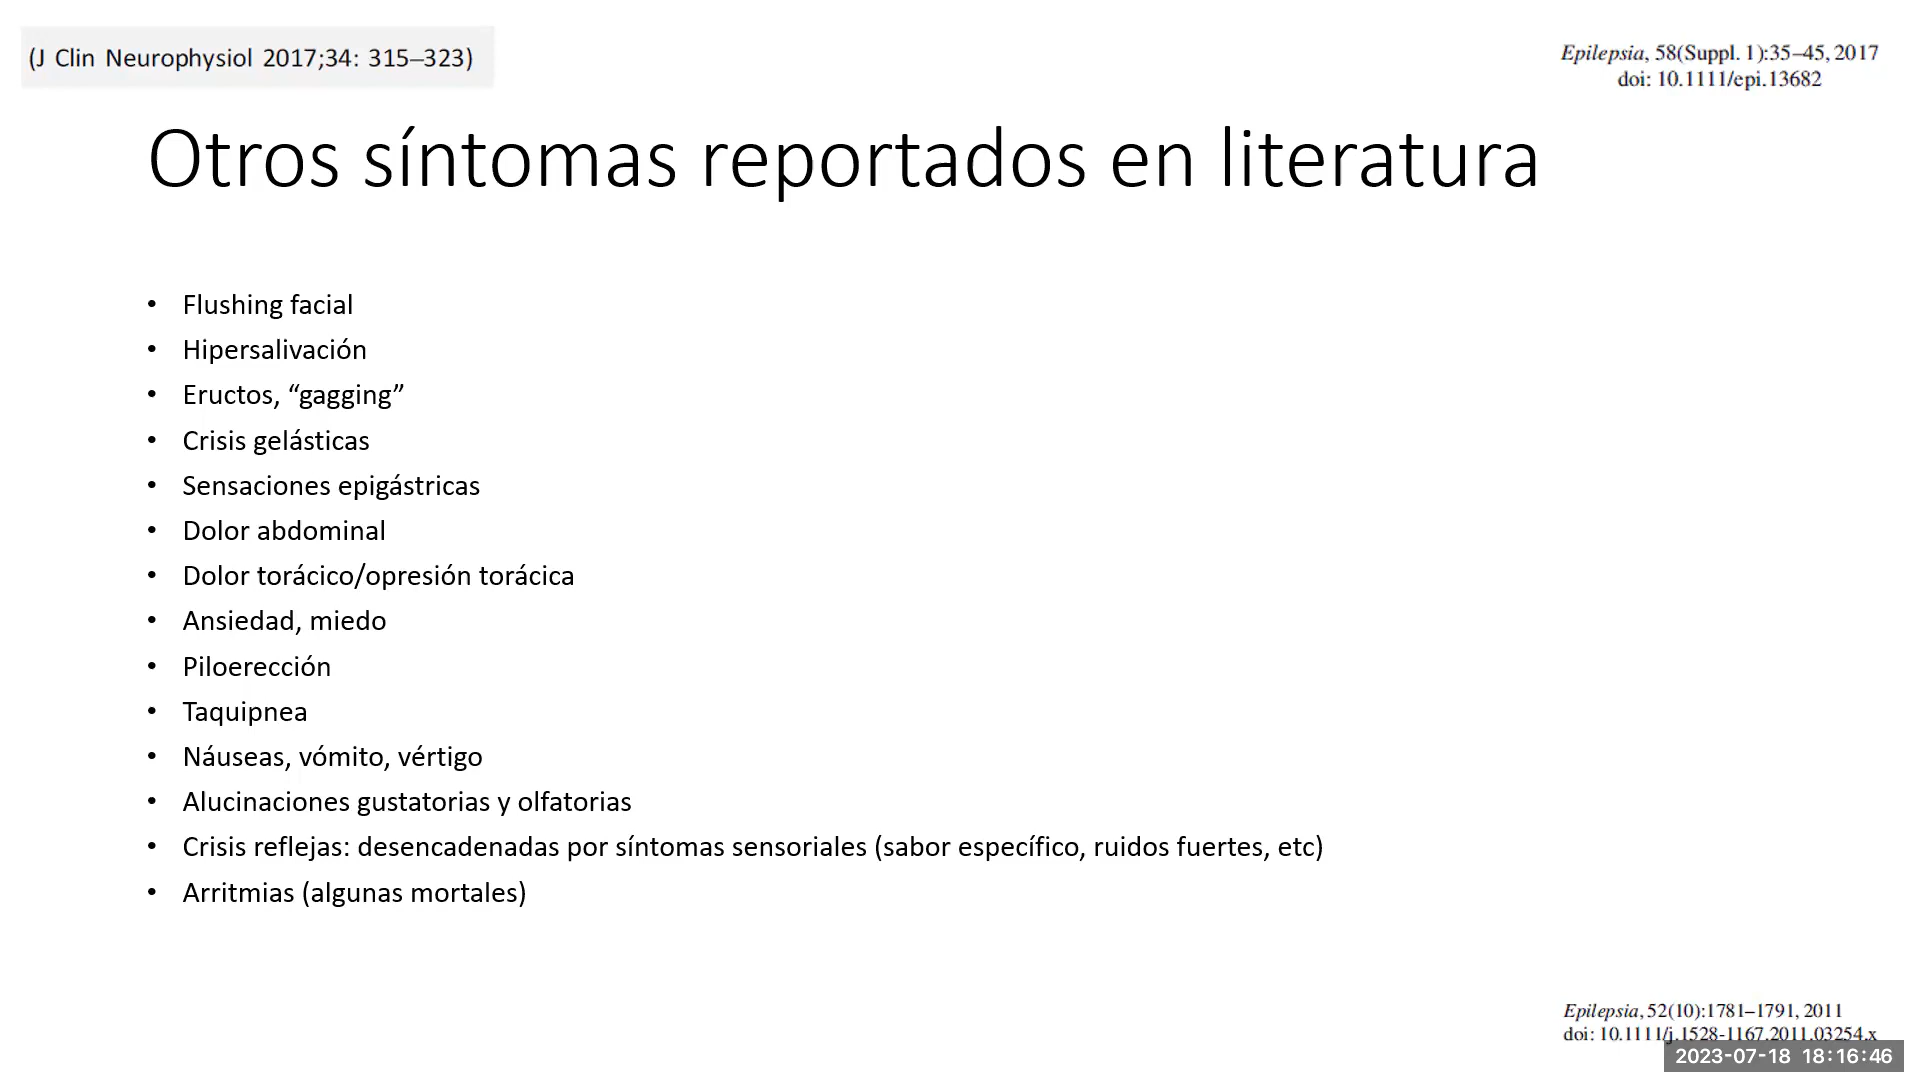 (J Clin Neurophysiol 2017;34: 315–323)
Epilepsia, 58(Suppl. 1):35–45, 2017
doi: 10.1111/epi.13682
Otros síntomas reportados en literatura
• Flushing facial
• Hipersalivación
• Eructos, “gagging”
• Crisis gelásticas
• Sensaciones epigástricas
• Dolor abdominal
• Dolor torácico/opresión torácica
• Ansiedad, miedo
• Piloerección
• Taquipnea
• Náuseas, vómito, vértigo
• Alucinaciones gustatorias y olfatorias
• Crisis reflejas: desencadenadas por síntomas sensoriales (sabor específico, ruidos fuertes, etc)
• Arritmias (algunas mortales)
Epilepsia, 52(10):1781–1791, 2011
doi: 10.1111/j.1528-1167.2011.03254.x
2023-07-18 18:16:46